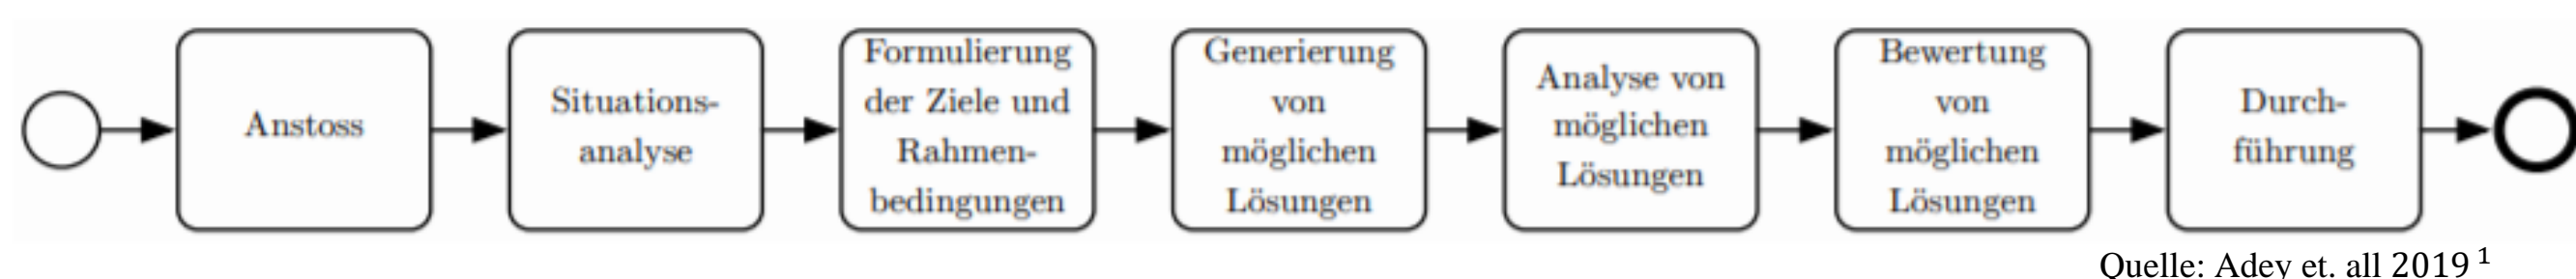 Anstoss
Situations-
analyse
Formulierung
der Ziele und
Rahmen-
bedingungen
Generierung
von
möglichen
Lösungen
Analyse von
möglichen
Lösungen
Bewertung
von
möglichen
Lösungen
Durch-
führung
Quelle: Adey et. all 2019 ¹